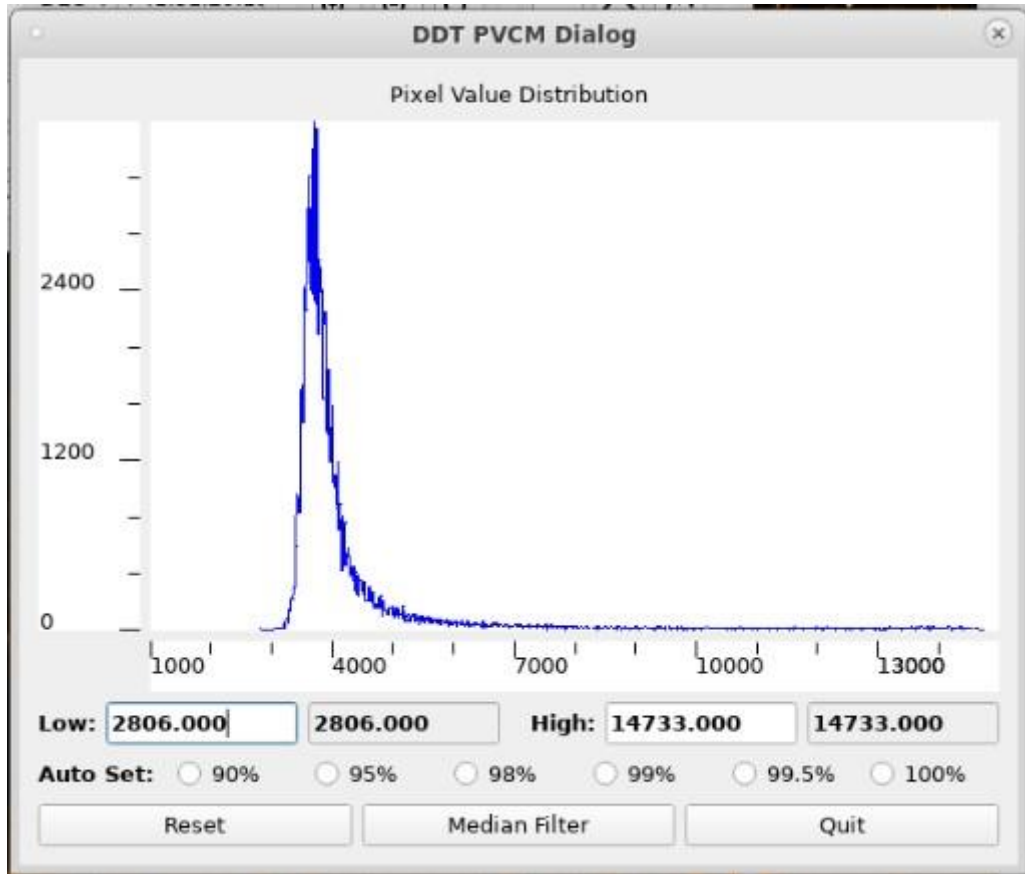 DDT PVCM Dialog
Pixel Value Distribution
2400
1200
0
1000 4000 7000 10000 13000
Low: 2806.000 2806.000 High: 14733.000 14733.000
Auto Set: 90% 95% 98% 99% 99.5% 100%
Reset Median Filter Quit